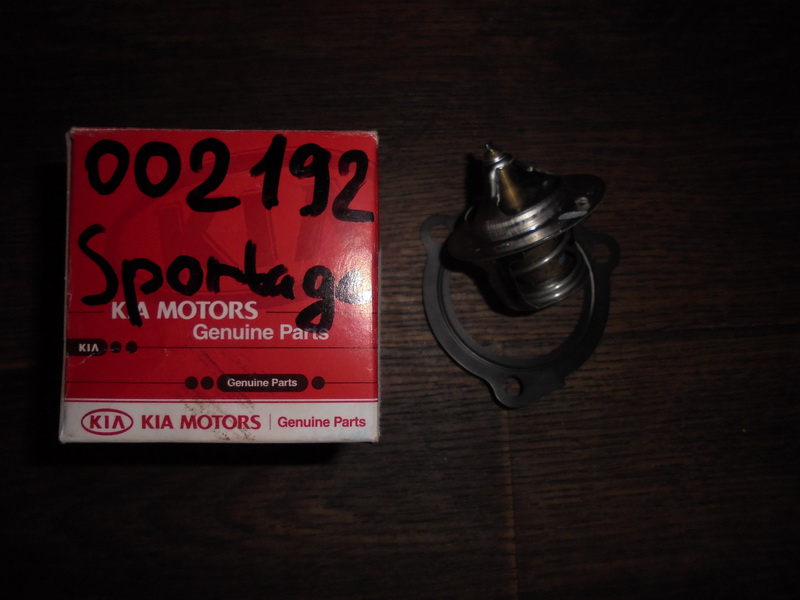 002192
Sportage
KIA MOTORS
Genuine Parts
KIA
Genuine Parts
KIA KIA MOTORS Genuine Parts